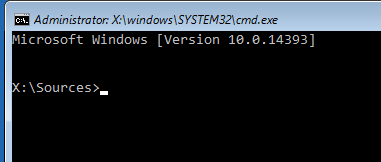 Administrator: X:\windows\SYSTEM32\cmd.exe
Microsoft Windows [Version 10.0.14393]
X:\Sources>